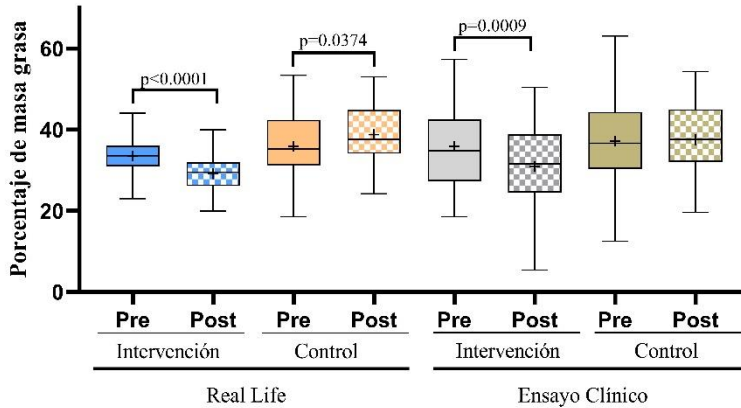 Porcentaje de masa grasa
60
40
20
0
p<0.0001
p=0.0374
p=0.0009
Pre Post Pre Post Pre Post Pre Post
Intervención Control Intervención Control
Real Life Ensayo Clínico